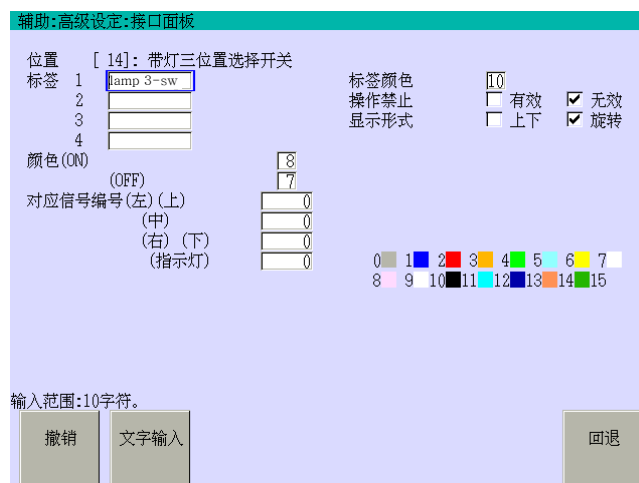 辅助:高级设定:接口面板
位置 [ 14]: 带灯三位置选择开关
标签 1 lamp 3-sw 标签颜色 10
2 操作禁止 有效 无效
3 显示形式 上下 旋转
4
颜色(ON) 8
(OFF) 7
对应信号编号(左)(上) 0
(中) 0
(右) (下) 0
(指示灯) 0
0 1 2 3 4 5 6 7
8 9 10 11 12 13 14 15
输入范围:10字符。
撤销 文字输入 回退